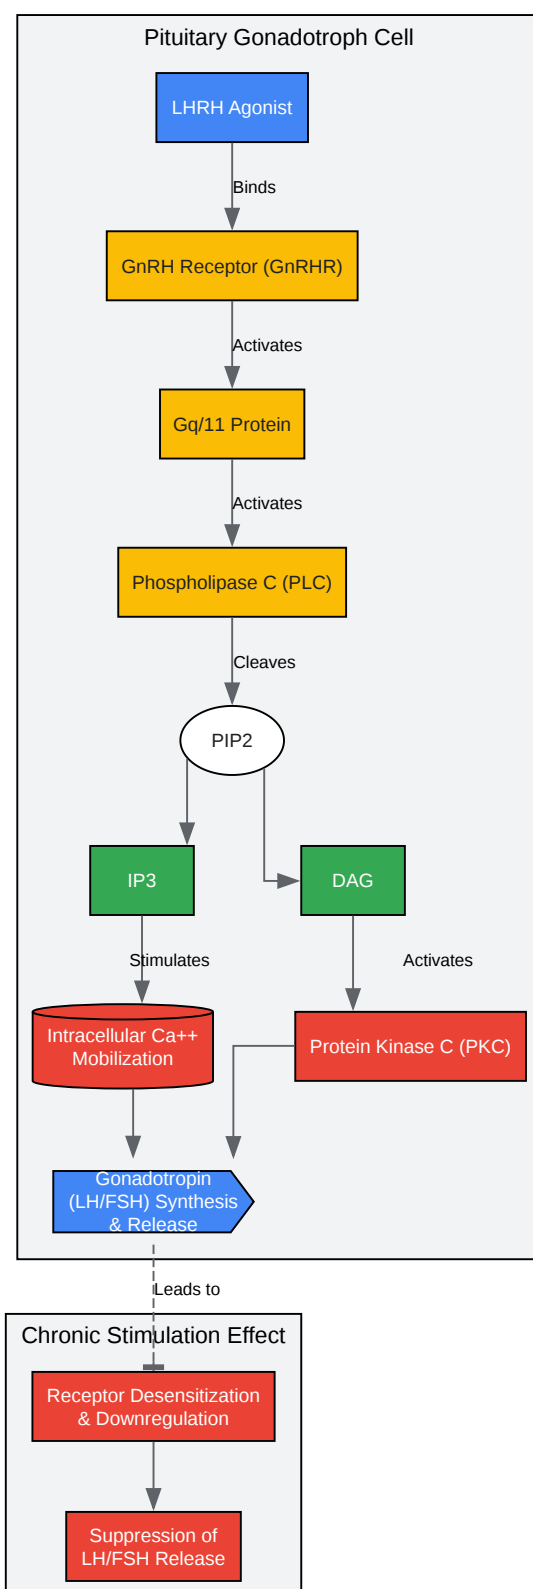 Pituitary Gonadotroph Cell
LHRH Agonist
Binds
GnRH Receptor (GnRHR)
Activates
Gq/11 Protein
Activates
Phospholipase C (PLC)
Cleaves
PIP2
IP3
DAG
Stimulates
Activates
Intracellular Ca++
Mobilization
Protein Kinase C (PKC)
Gonadotropin
(LH/FSH) Synthesis
& Release
Leads to
Chronic Stimulation Effect
Receptor Desensitization
& Downregulation
Suppression of
LH/FSH Release